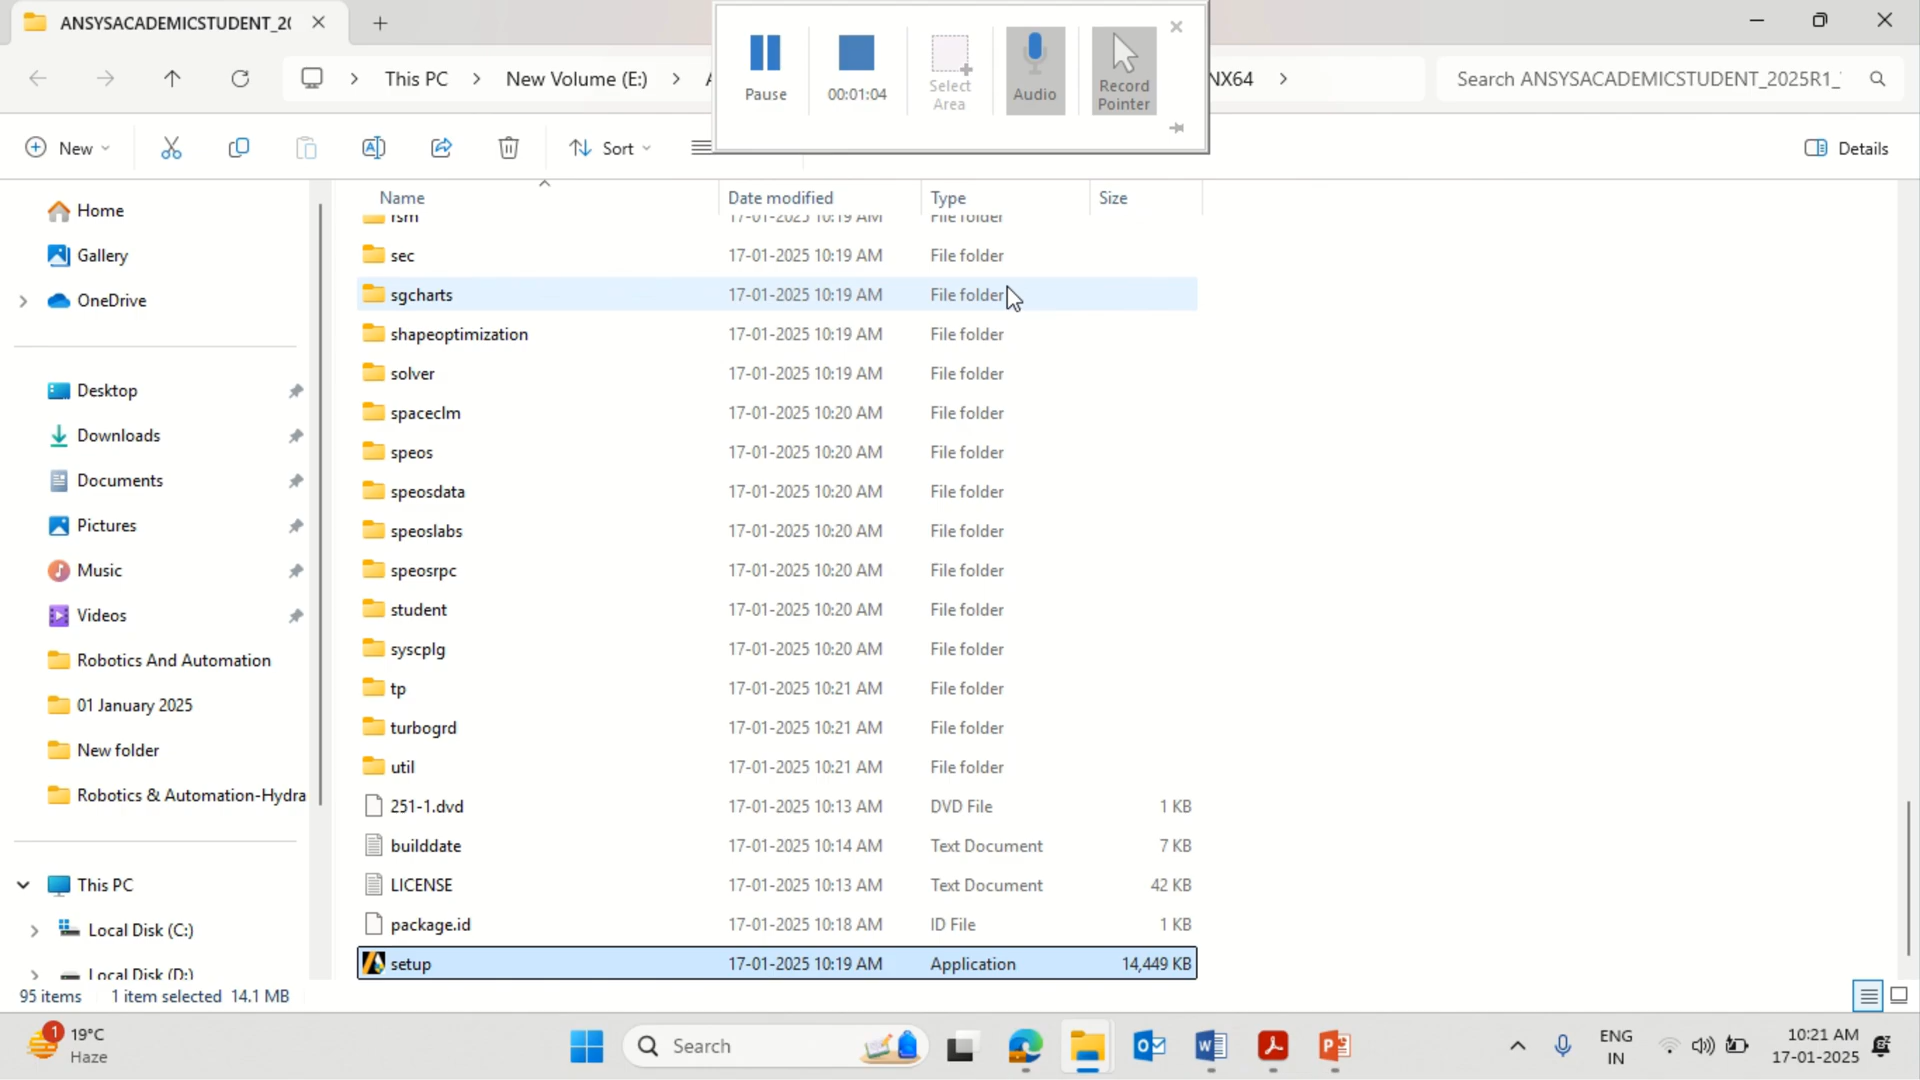 ANSYSACADEMICSTUDENT_20
This PC
New Volume (E:)
NX64
Search ANSYSACADEMICSTUDENT_2025R1_
Pause
00:01:04
Select
Area
Audio
Record
Pointer
New
Sort
Details
Name
Date modified
Type
Size
Home
Gallery
OneDrive
Desktop
Downloads
Documents
Pictures
Music
Videos
Robotics And Automation
01 January 2025
New folder
Robotics & Automation-Hydra
This PC
Local Disk (C:)
Local Disk (D:)
rsm 17-01-2025 10:19 AM File folder
sec 17-01-2025 10:19 AM File folder
sgcharts 17-01-2025 10:19 AM File folder
shapeoptimization 17-01-2025 10:19 AM File folder
solver 17-01-2025 10:19 AM File folder
spaceclm 17-01-2025 10:20 AM File folder
speos 17-01-2025 10:20 AM File folder
speosdata 17-01-2025 10:20 AM File folder
speoslabs 17-01-2025 10:20 AM File folder
speosrpc 17-01-2025 10:20 AM File folder
student 17-01-2025 10:20 AM File folder
syscplg 17-01-2025 10:20 AM File folder
tp 17-01-2025 10:21 AM File folder
turbogrd 17-01-2025 10:21 AM File folder
util 17-01-2025 10:21 AM File folder
251-1.dvd 17-01-2025 10:13 AM DVD File 1 KB
builddate 17-01-2025 10:14 AM Text Document 7 KB
LICENSE 17-01-2025 10:13 AM Text Document 42 KB
package.id 17-01-2025 10:18 AM ID File 1 KB
setup 17-01-2025 10:19 AM Application 14,449 KB
95 items 1 item selected 14.1 MB
1
19°C
Haze
Search
ENG
IN
10:21 AM
17-01-2025